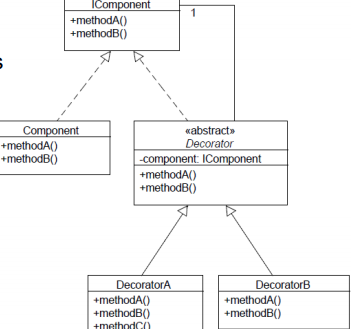 IComponent
1
+methodA()
+methodB()
s
Component
+methodA()
+methodB()
«abstract»
Decorator
-component: IComponent
+methodA()
+methodB()
DecoratorA
+methodA()
+methodB()
+methodC()
DecoratorB
+methodA()
+methodB()